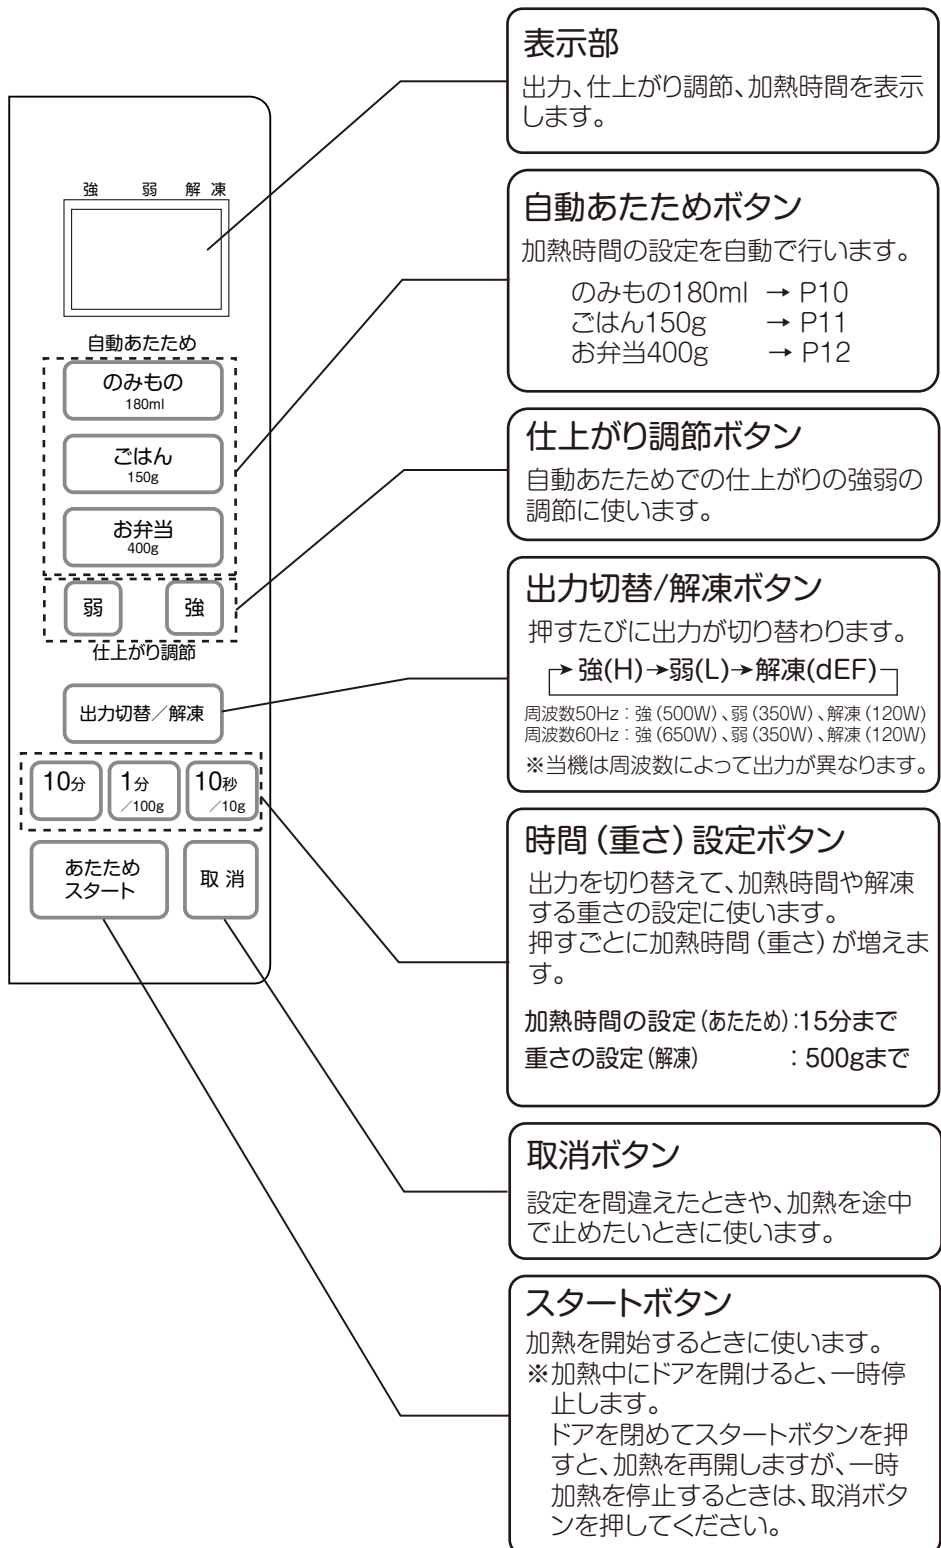 強 弱 解 凍
自動あたため
のみもの
180ml
ごはん
150g
お弁当
400g
弱 強
仕上がり調節
出力切替／解凍
10分 1分 10秒
／100g ／10g
あたため
スタート
取 消
表示部
出力、仕上がり調節、加熱時間を表示
します。
自動あたためボタン
加熱時間の設定を自動で行います。
のみもの180ml → P10
ごはん150g → P11
お弁当400g → P12
仕上がり調節ボタン
自動あたためでの仕上がりの強弱の
調節に使います。
出力切替/解凍ボタン
押すたびに出力が切り替わります。
→強(H)→弱(L)→解凍(dEF)
周波数50Hz：強(500W)、弱(350W)、解凍(120W)
周波数60Hz：強(650W)、弱(350W)、解凍(120W)
※当機は周波数によって出力が異なります。
時間(重さ)設定ボタン
出力を切り替えて、加熱時間や解凍
する重さの設定に使います。
押すごとに加熱時間(重さ)が増えま
す。
加熱時間の設定(あたため)：15分まで
重さの設定(解凍) ：500gまで
取消ボタン
設定を間違えたときや、加熱を途中
で止めたいときに使います。
スタートボタン
加熱を開始するときに使います。
※加熱中にドアを開けると、一時停
止します。
ドアを閉めてスタートボタンを押
すと、加熱を再開しますが、一時
加熱を停止するときは、取消ボタ
ンを押してください。